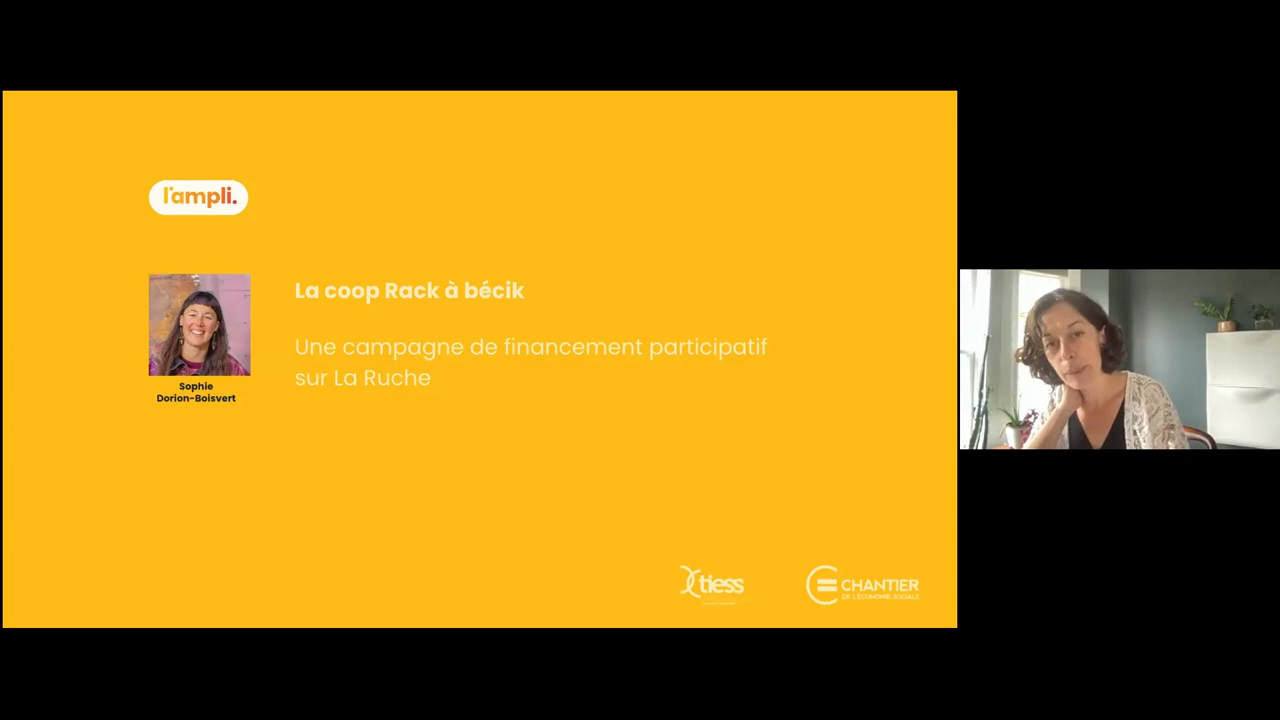 l'ampli.
La coop Rack à bécik
Une campagne de financement participatif
sur La Ruche
Sophie
Dorion-Boisvert
tiess
CHANTIER
DE L'ÉCONOMIE SOCIALE